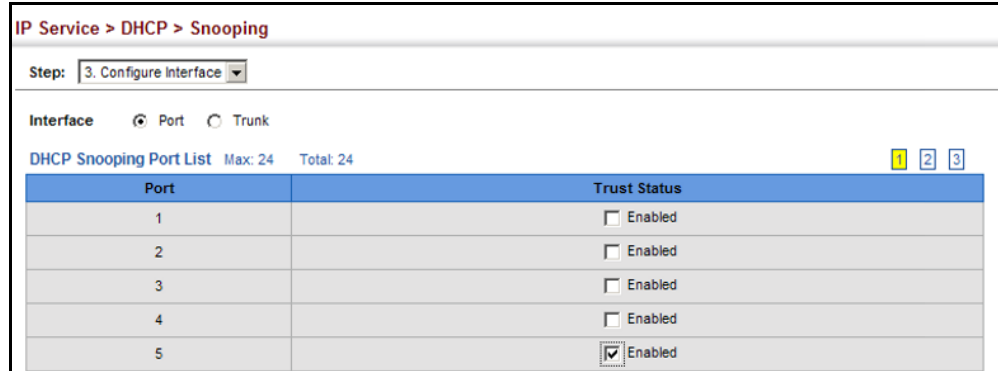 IP Service > DHCP > Snooping
Step: 3. Configure Interface
Interface Port Trunk
DHCP Snooping Port List Max: 24 Total: 24 1 2 3
Port Trust Status
1 Enabled
2 Enabled
3 Enabled
4 Enabled
5 Enabled